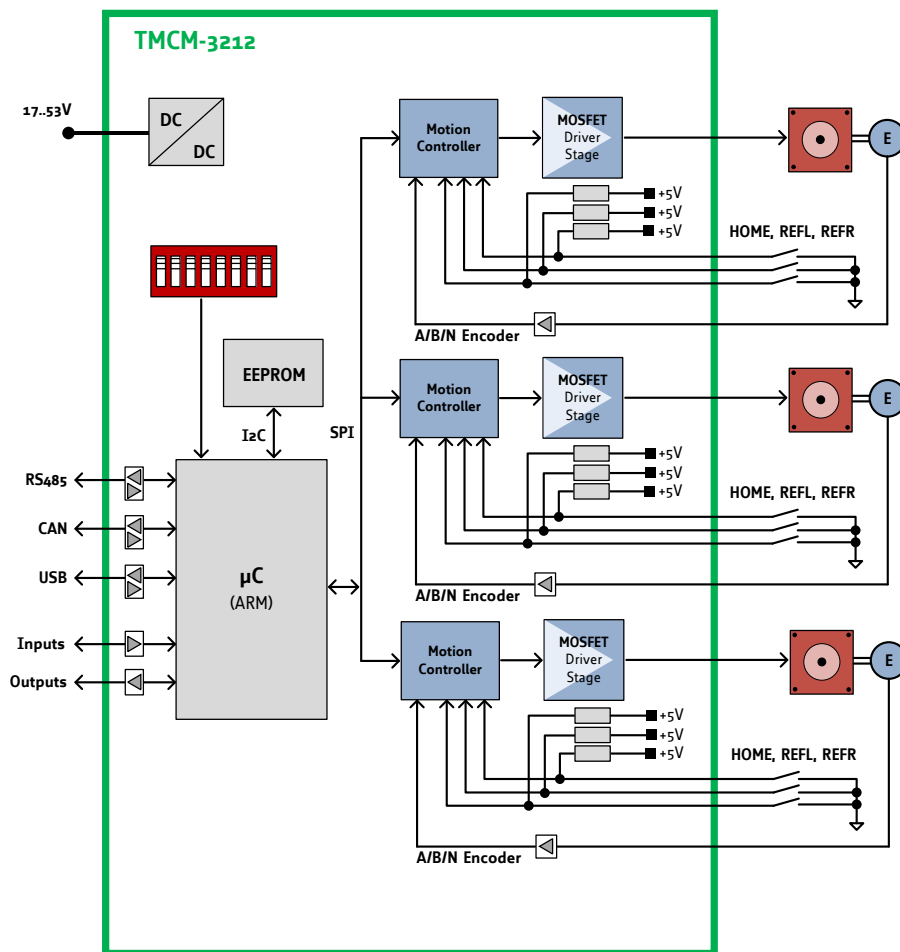 TMCM-3212
17..53V
DC
DC
Motion
Controller
MOSFET
Driver
Stage
E
+5V
+5V
+5V
HOME, REFL, REFR
A/B/N Encoder
EEPROM
I2C
SPI
Motion
Controller
MOSFET
Driver
Stage
E
+5V
+5V
+5V
HOME, REFL, REFR
A/B/N Encoder
RS485
CAN
USB
Inputs
Outputs
µC
(ARM)
Motion
Controller
MOSFET
Driver
Stage
E
+5V
+5V
+5V
HOME, REFL, REFR
A/B/N Encoder